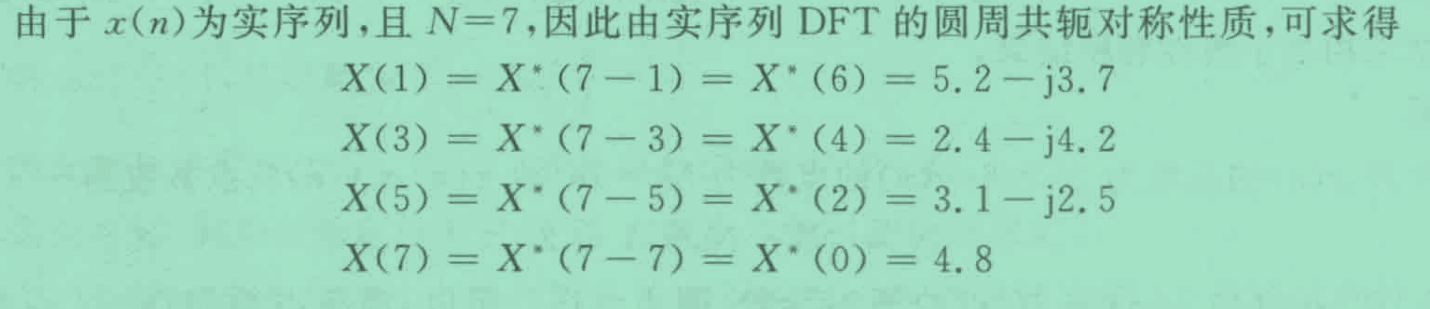 由于 x(n)为实序列,且 N=7,因此由实序列 DFT 的圆周共轭对称性质,可求得
X(1) = X*(7-1) = X*(6) = 5.2-j3.7
X(3) = X*(7-3) = X*(4) = 2.4-j4.2
X(5) = X*(7-5) = X*(2) = 3.1-j2.5
X(7) = X*(7-7) = X*(0) = 4.8